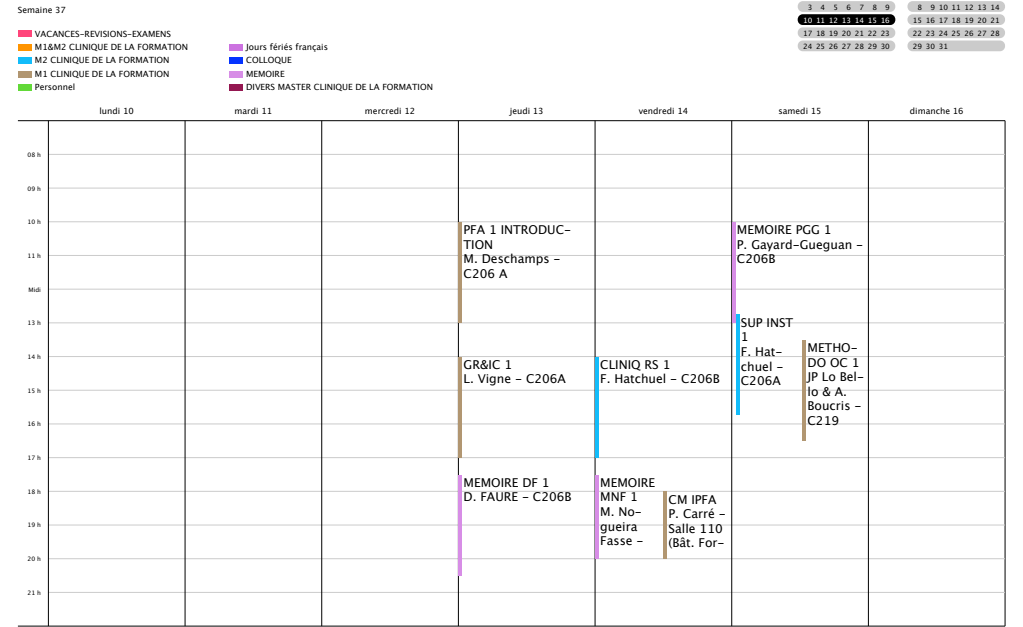 Semaine 37
3 4 5 6 7 8 9
10 11 12 13 14 15 16
17 18 19 20 21 22 23
24 25 26 27 28 29 30
8 9 10 11 12 13 14
15 16 17 18 19 20 21
22 23 24 25 26 27 28
29 30 31
VACANCES-REVISIONS-EXAMENS
M1&M2 CLINIQUE DE LA FORMATION
M2 CLINIQUE DE LA FORMATION
M1 CLINIQUE DE LA FORMATION
Personnel
Jours fériés français
COLLOQUE
MEMOIRE
DIVERS MASTER CLINIQUE DE LA FORMATION
lundi 10
mardi 11
mercredi 12
jeudi 13
vendredi 14
samedi 15
dimanche 16
08 h
09 h
10 h
11 h
Midi
13 h
14 h
15 h
16 h
17 h
18 h
19 h
20 h
21 h
PFA 1 INTRODUC-
TION
M. Deschamps -
C206 A
GR&IC 1
L. Vigne - C206A
MEMOIRE DF 1
D. FAURE - C206B
CLINIQ RS 1
F. Hatchuel - C206B
MEMOIRE
MNF 1
M. No-
gueira
Fasse -
CM IPFA
P. Carré -
Salle 110
(Bât. For-
MEMOIRE PGG 1
P. Gayard-Gueguan -
C206B
SUP INST
1
F. Hat-
chuel -
C206A
METHO-
DO OC 1
JP Lo Bel-
lo & A.
Boucris -
C219